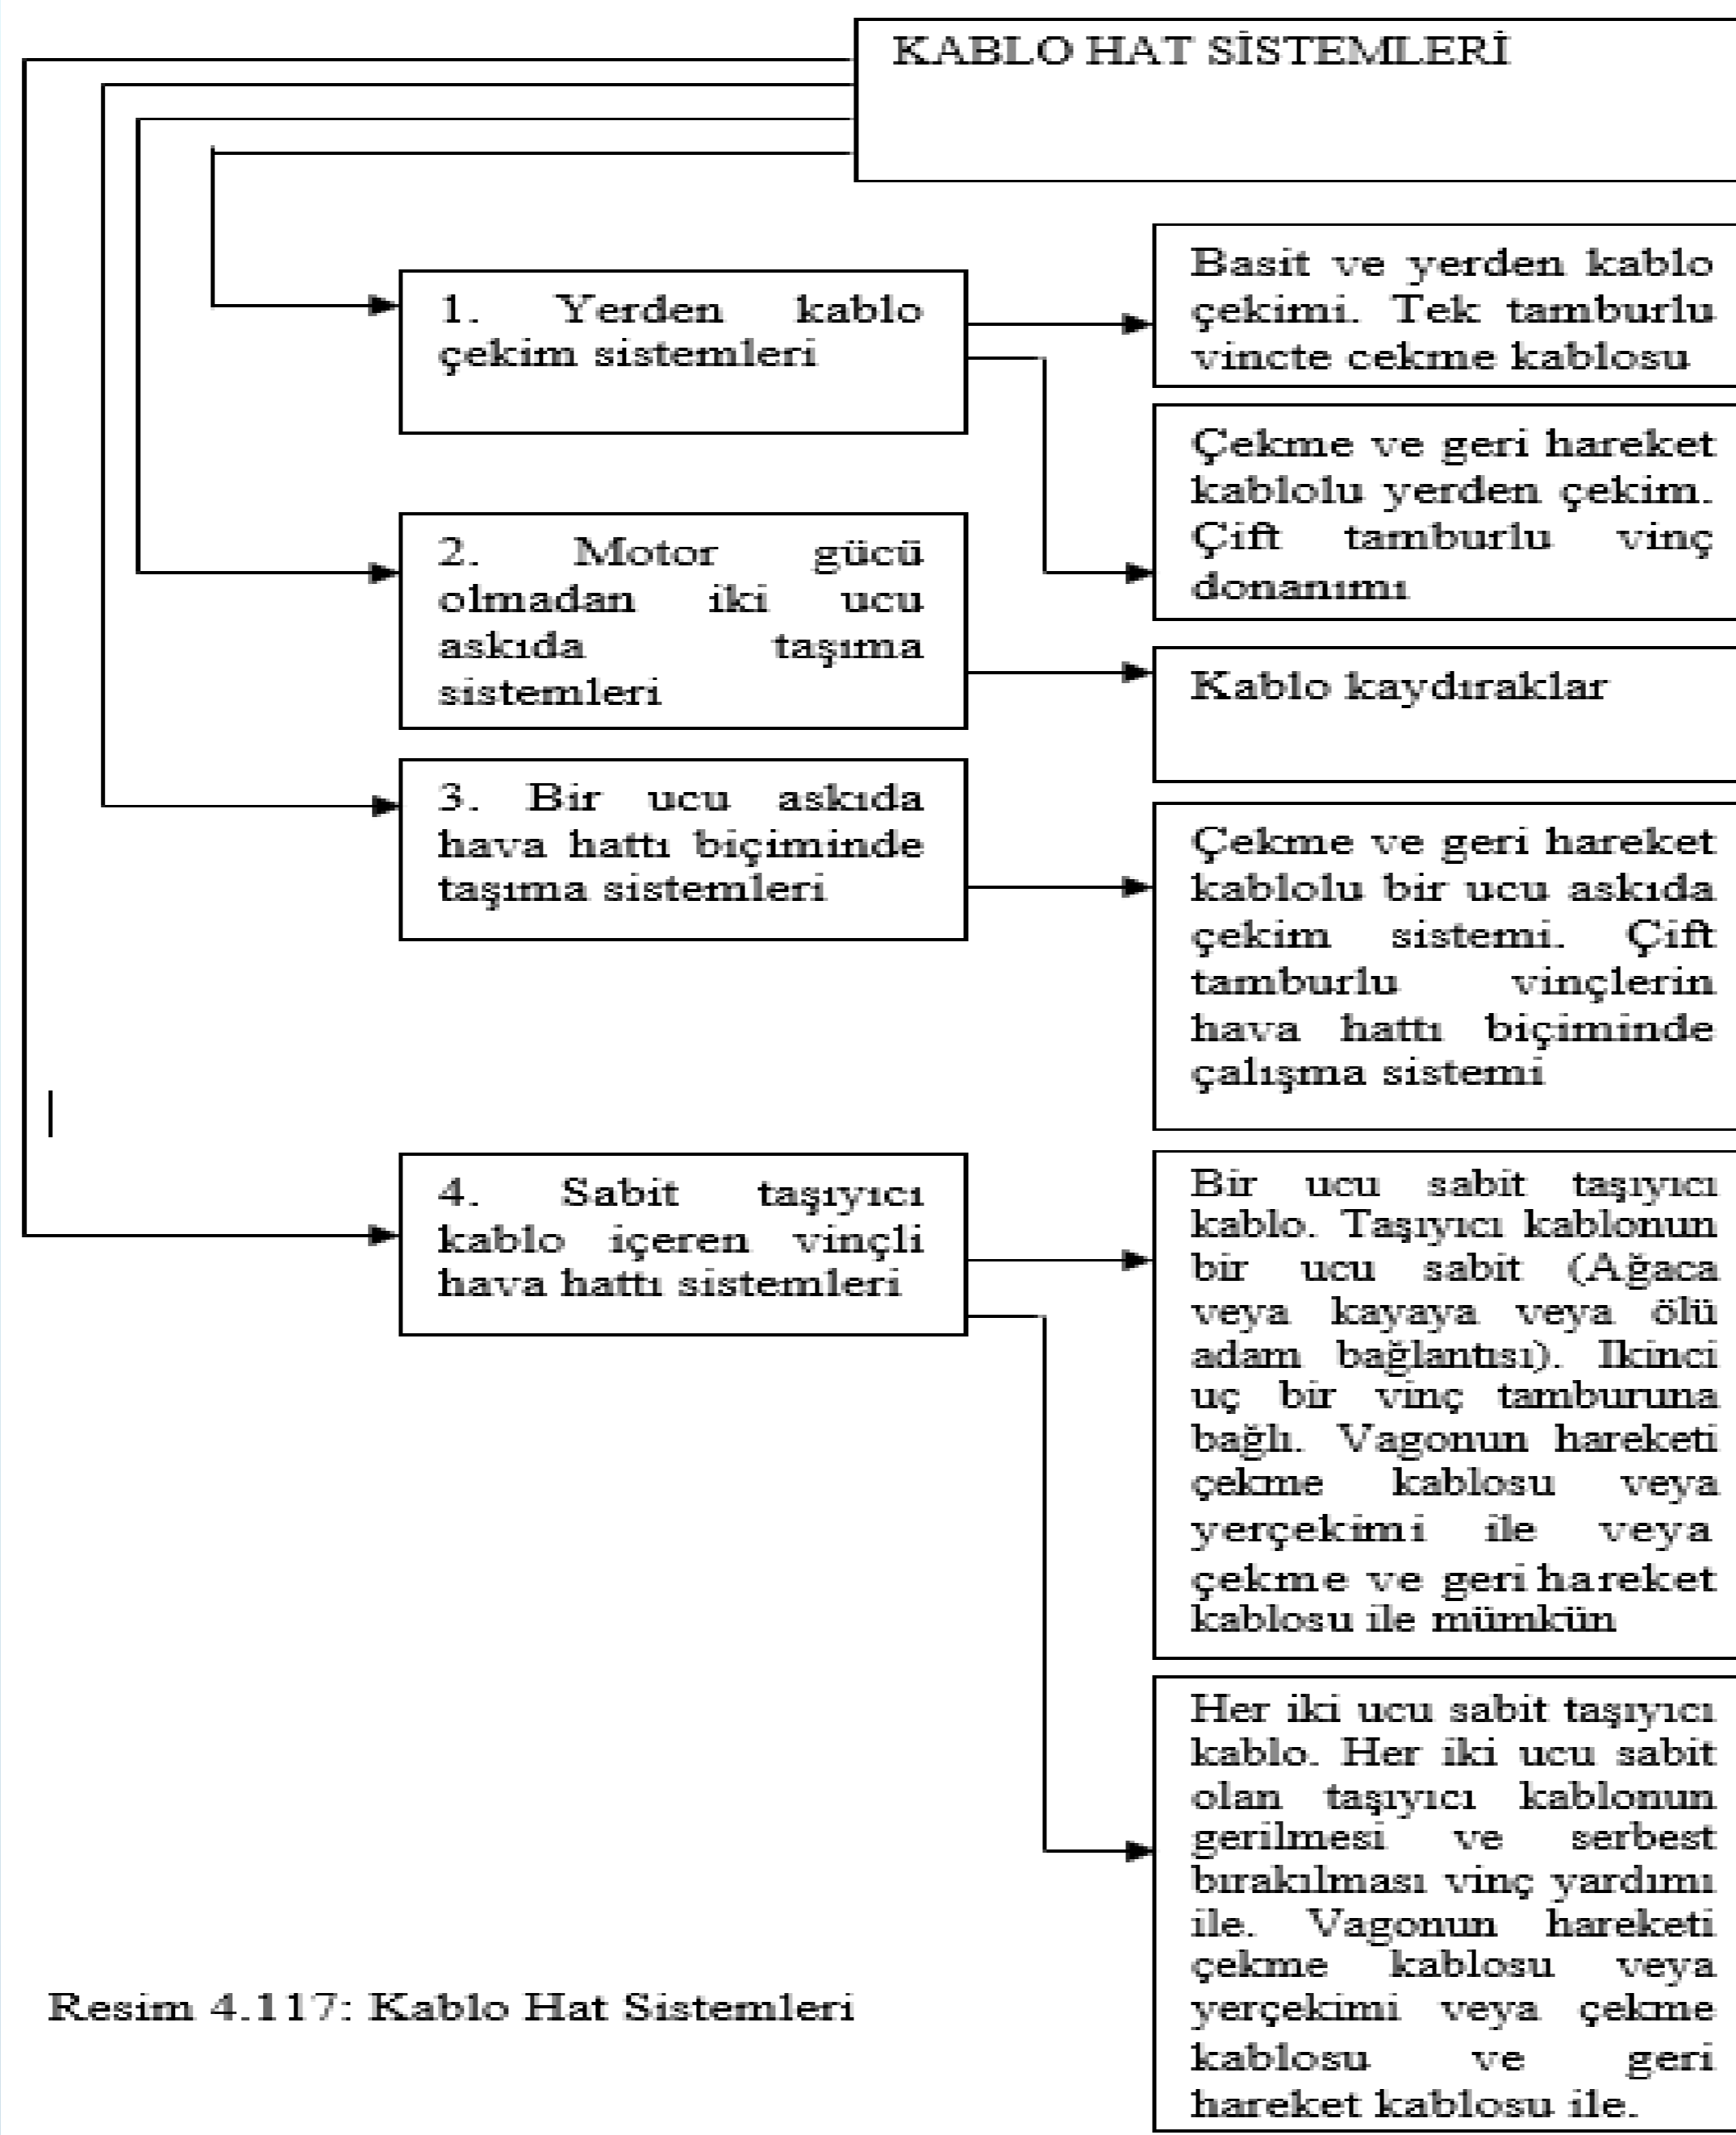 KABLO HAT SİSTEMLERİ
1. Yerden kablo
çekim sistemleri
Basit ve yerden kablo
çekimi. Tek tamburlu
vincte cekme kablosu
Çekme ve geri hareket
kablolu yerden çekim.
Çift tamburlu vinç
donanımı
2. Motor gücü
olmadan iki ucu
askıda taşıma
sistemleri
Kablo kaydıraklar
3. Bir ucu askıda
hava hattı biçiminde
taşıma sistemleri
Çekme ve geri hareket
kablolu bir ucu askıda
çekim sistemi. Çift
tamburlu vinçlerin
hava hattı biçiminde
çalışma sistemi
4. Sabit taşıyıcı
kablo içeren vinçli
hava hattı sistemleri
Bir ucu sabit taşıyıcı
kablo. Taşıyıcı kablonun
bir ucu sabit (Ağaca
veya kayaya veya ölü
adam bağlantısı). Ikinci
uç bir vinç tamburuna
bağlı. Vagonun hareketi
çekme kablosu veya
yerçekimi ile veya
çekme ve geri hareket
kablosu ile mümkün
Her iki ucu sabit taşıyıcı
kablo. Her iki ucu sabit
olan taşıyıcı kablonun
gerilmesi ve serbest
bırakılması vinç yardımı
ile. Vagonun hareketi
çekme kablosu veya
yerçekimi veya çekme
kablosu ve geri
hareket kablosu ile.
Resim 4.117: Kablo Hat Sistemleri